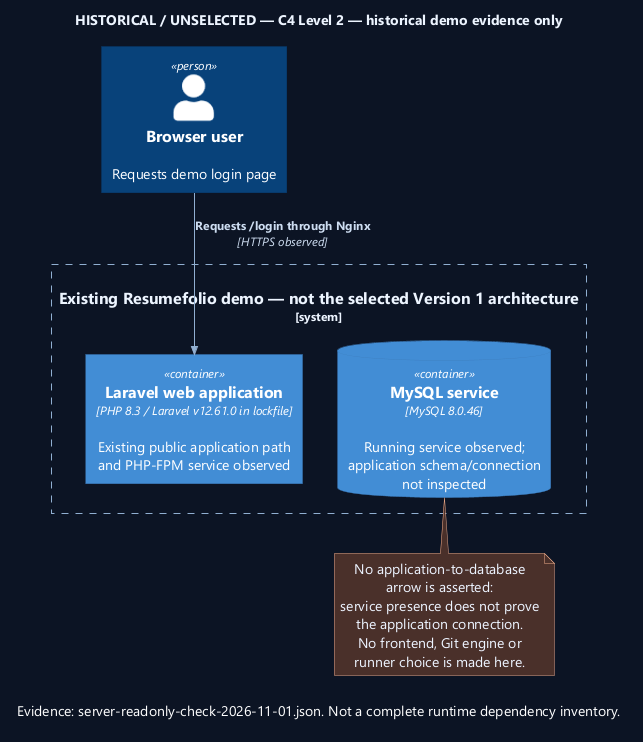 HISTORICAL / UNSELECTED — C4 Level 2 — historical demo evidence only
«person»
Browser user
Requests demo login page
Requests /login through Nginx
[HTTPS observed]
Existing Resumefolio demo — not the selected Version 1 architecture
[system]
«container»
Laravel web application
[PHP 8.3 / Laravel v12.61.0 in lockfile]
Existing public application path
and PHP-FPM service observed
«container»
MySQL service
[MySQL 8.0.46]
Running service observed;
application schema/connection
not inspected
No application-to-database
arrow is asserted:
service presence does not prove
the application connection.
No frontend, Git engine or
runner choice is made here.
Evidence: server-readonly-check-2026-11-01.json. Not a complete runtime dependency inventory.